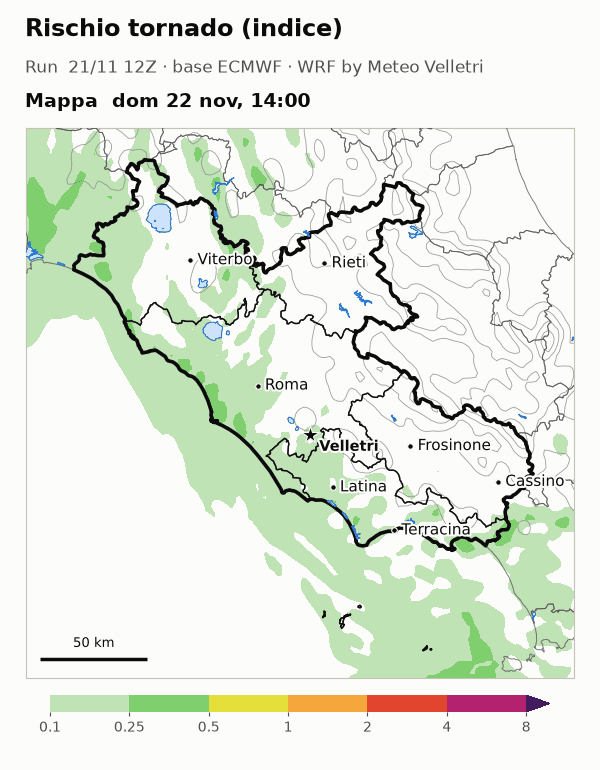 Rischio tornado (indice)
Run  21/11 12Z · base ECMWF · WRF by Meteo Velletri
Mappa  dom 22 nov, 14:00
Viterbo
Rieti
Roma
Velletri
Frosinone
Latina
Cassino
Terracina
50 km
0.1 0.25 0.5 1 2 4 8